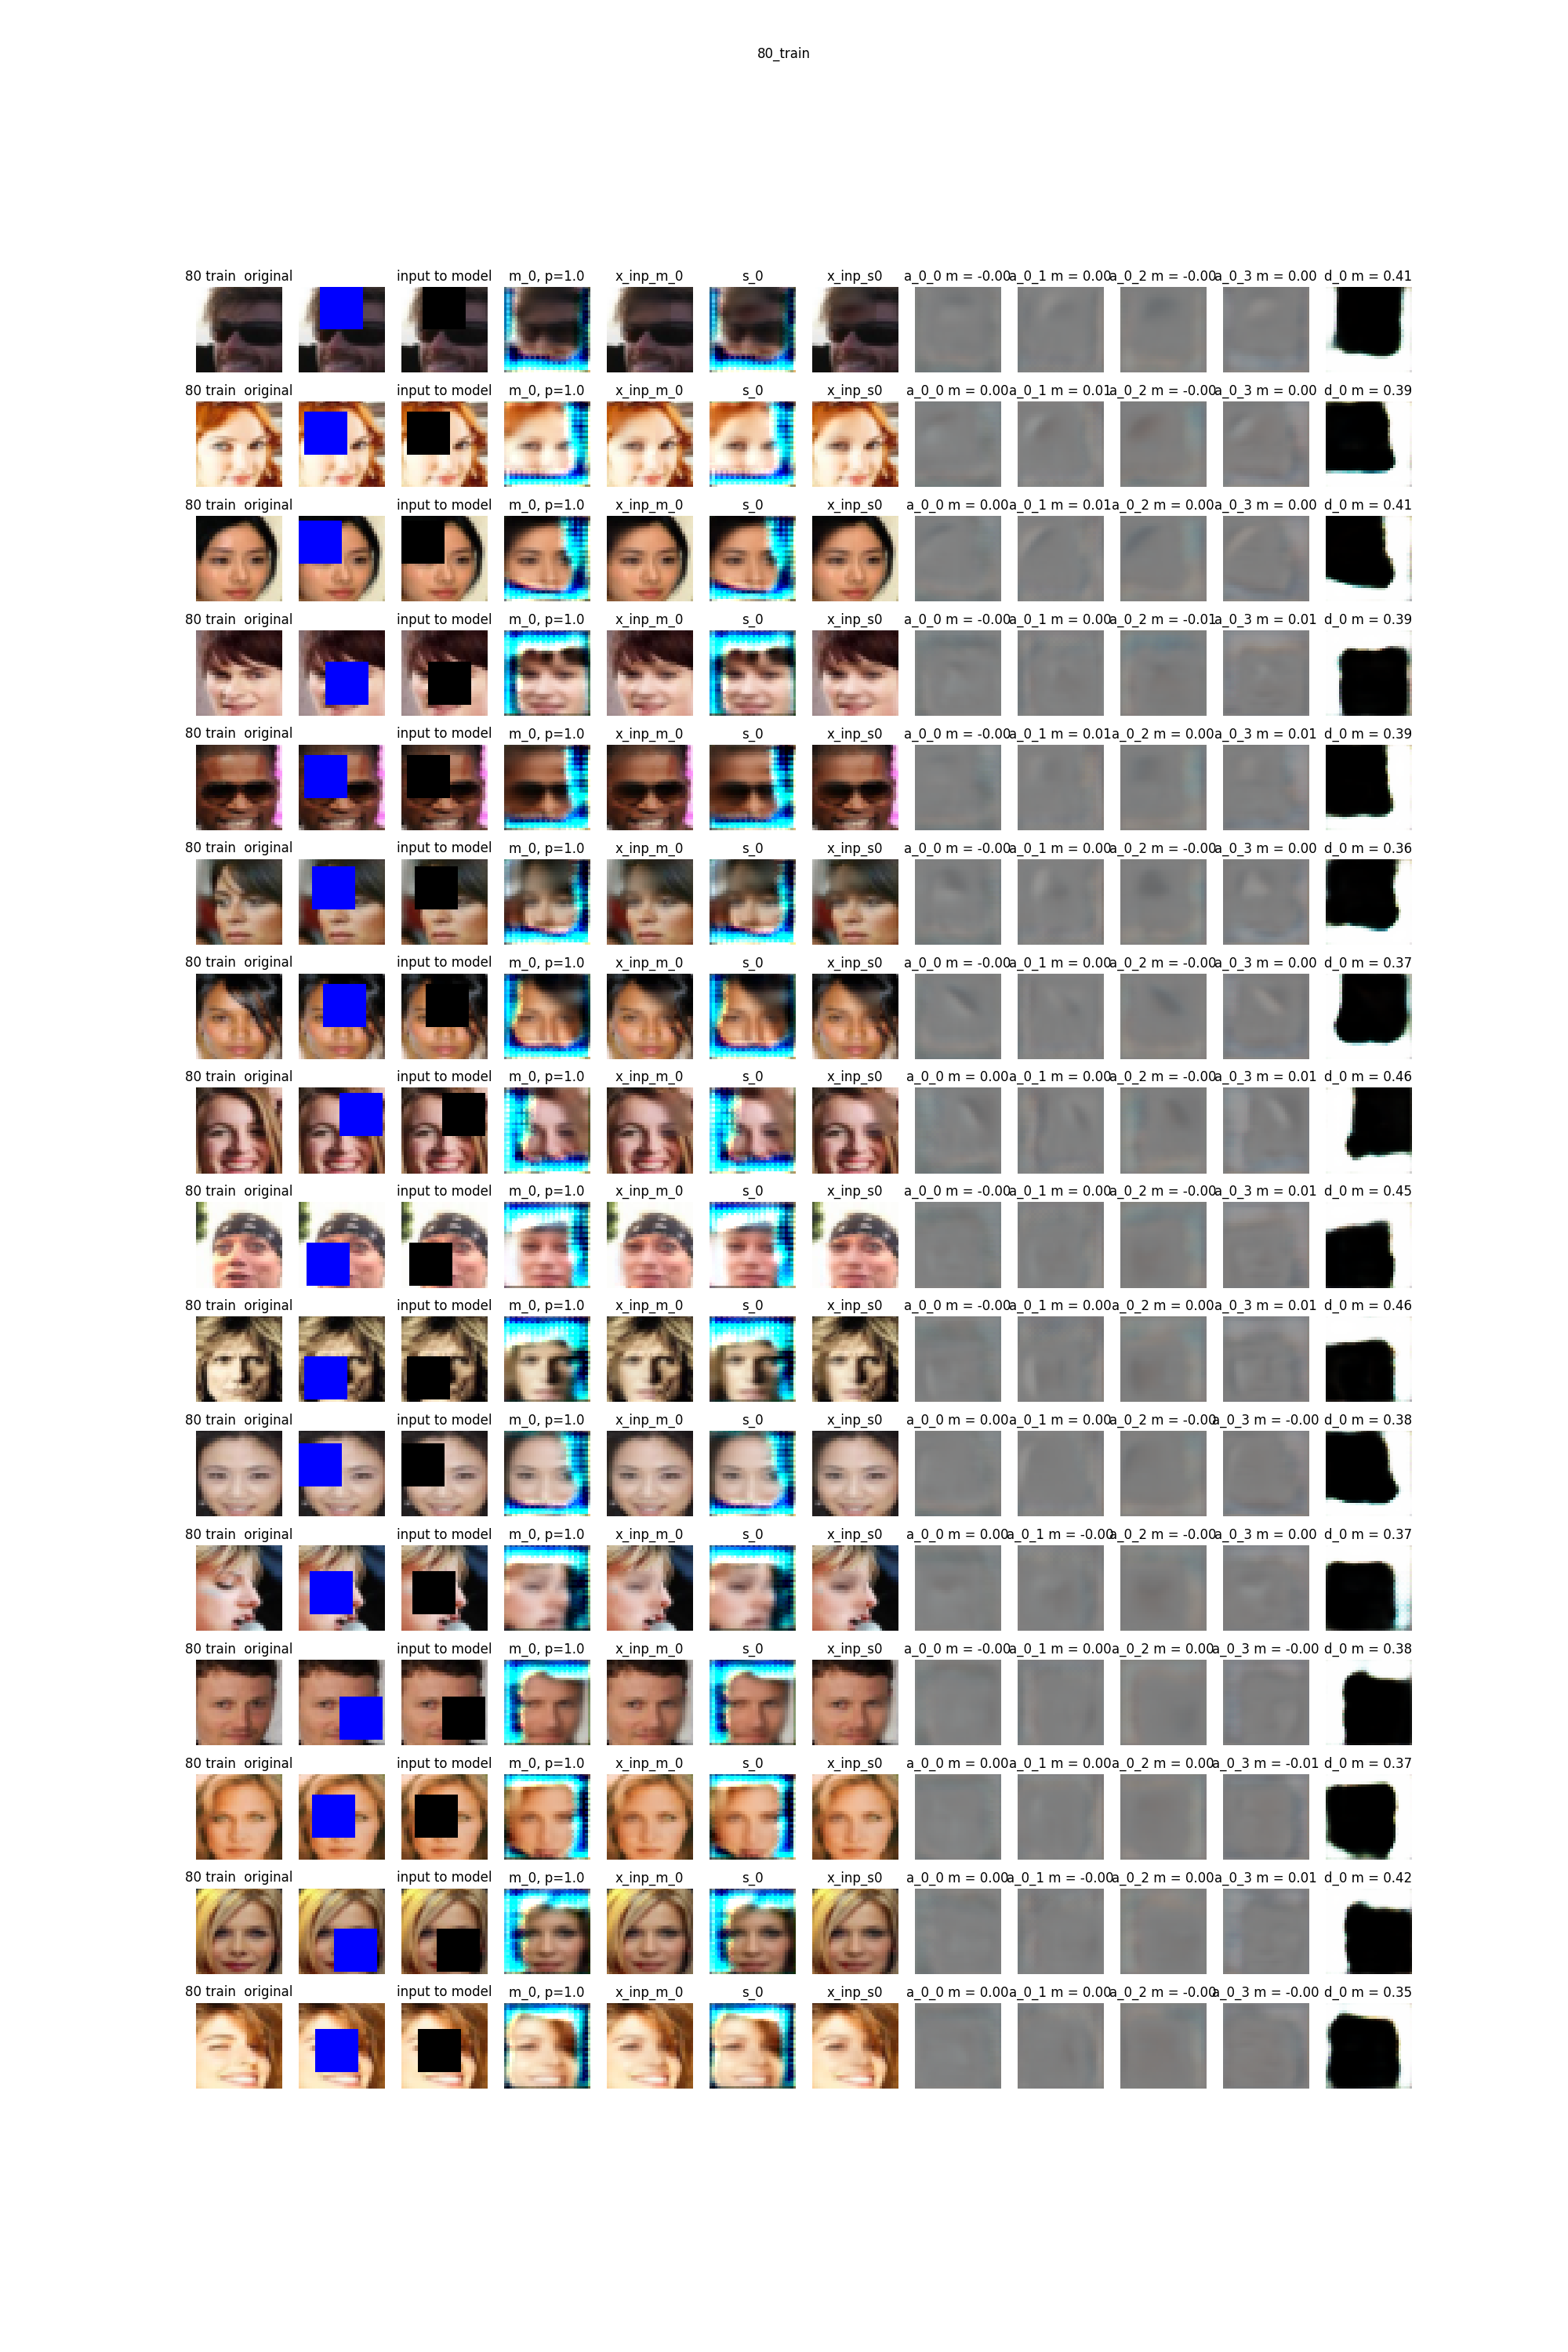 80_train
80 train  original input to model m_0, p=1.0 x_inp_m_0 s_0 x_inp_s0 a_0_0 m = -0.00 a_0_1 m = 0.00 a_0_2 m = -0.00 a_0_3 m = 0.00 d_0 m = 0.41
80 train  original input to model m_0, p=1.0 x_inp_m_0 s_0 x_inp_s0 a_0_0 m = 0.00 a_0_1 m = 0.01 a_0_2 m = -0.00 a_0_3 m = 0.00 d_0 m = 0.39
80 train  original input to model m_0, p=1.0 x_inp_m_0 s_0 x_inp_s0 a_0_0 m = 0.00 a_0_1 m = 0.01 a_0_2 m = 0.00 a_0_3 m = 0.00 d_0 m = 0.41
80 train  original input to model m_0, p=1.0 x_inp_m_0 s_0 x_inp_s0 a_0_0 m = -0.00 a_0_1 m = 0.00 a_0_2 m = -0.01 a_0_3 m = 0.01 d_0 m = 0.39
80 train  original input to model m_0, p=1.0 x_inp_m_0 s_0 x_inp_s0 a_0_0 m = -0.00 a_0_1 m = 0.01 a_0_2 m = 0.00 a_0_3 m = 0.01 d_0 m = 0.39
80 train  original input to model m_0, p=1.0 x_inp_m_0 s_0 x_inp_s0 a_0_0 m = -0.00 a_0_1 m = 0.00 a_0_2 m = -0.00 a_0_3 m = 0.00 d_0 m = 0.36
80 train  original input to model m_0, p=1.0 x_inp_m_0 s_0 x_inp_s0 a_0_0 m = -0.00 a_0_1 m = 0.00 a_0_2 m = -0.00 a_0_3 m = 0.00 d_0 m = 0.37
80 train  original input to model m_0, p=1.0 x_inp_m_0 s_0 x_inp_s0 a_0_0 m = 0.00 a_0_1 m = 0.00 a_0_2 m = -0.00 a_0_3 m = 0.01 d_0 m = 0.46
80 train  original input to model m_0, p=1.0 x_inp_m_0 s_0 x_inp_s0 a_0_0 m = -0.00 a_0_1 m = 0.00 a_0_2 m = -0.00 a_0_3 m = 0.01 d_0 m = 0.45
80 train  original input to model m_0, p=1.0 x_inp_m_0 s_0 x_inp_s0 a_0_0 m = -0.00 a_0_1 m = 0.00 a_0_2 m = 0.00 a_0_3 m = 0.01 d_0 m = 0.46
80 train  original input to model m_0, p=1.0 x_inp_m_0 s_0 x_inp_s0 a_0_0 m = 0.00 a_0_1 m = 0.00 a_0_2 m = -0.00 a_0_3 m = -0.00 d_0 m = 0.38
80 train  original input to model m_0, p=1.0 x_inp_m_0 s_0 x_inp_s0 a_0_0 m = 0.00 a_0_1 m = -0.00 a_0_2 m = -0.00 a_0_3 m = 0.00 d_0 m = 0.37
80 train  original input to model m_0, p=1.0 x_inp_m_0 s_0 x_inp_s0 a_0_0 m = -0.00 a_0_1 m = 0.00 a_0_2 m = 0.00 a_0_3 m = -0.00 d_0 m = 0.38
80 train  original input to model m_0, p=1.0 x_inp_m_0 s_0 x_inp_s0 a_0_0 m = 0.00 a_0_1 m = 0.00 a_0_2 m = 0.00 a_0_3 m = -0.01 d_0 m = 0.37
80 train  original input to model m_0, p=1.0 x_inp_m_0 s_0 x_inp_s0 a_0_0 m = 0.00 a_0_1 m = -0.00 a_0_2 m = 0.00 a_0_3 m = 0.01 d_0 m = 0.42
80 train  original input to model m_0, p=1.0 x_inp_m_0 s_0 x_inp_s0 a_0_0 m = 0.00 a_0_1 m = 0.00 a_0_2 m = -0.00 a_0_3 m = -0.00 d_0 m = 0.35